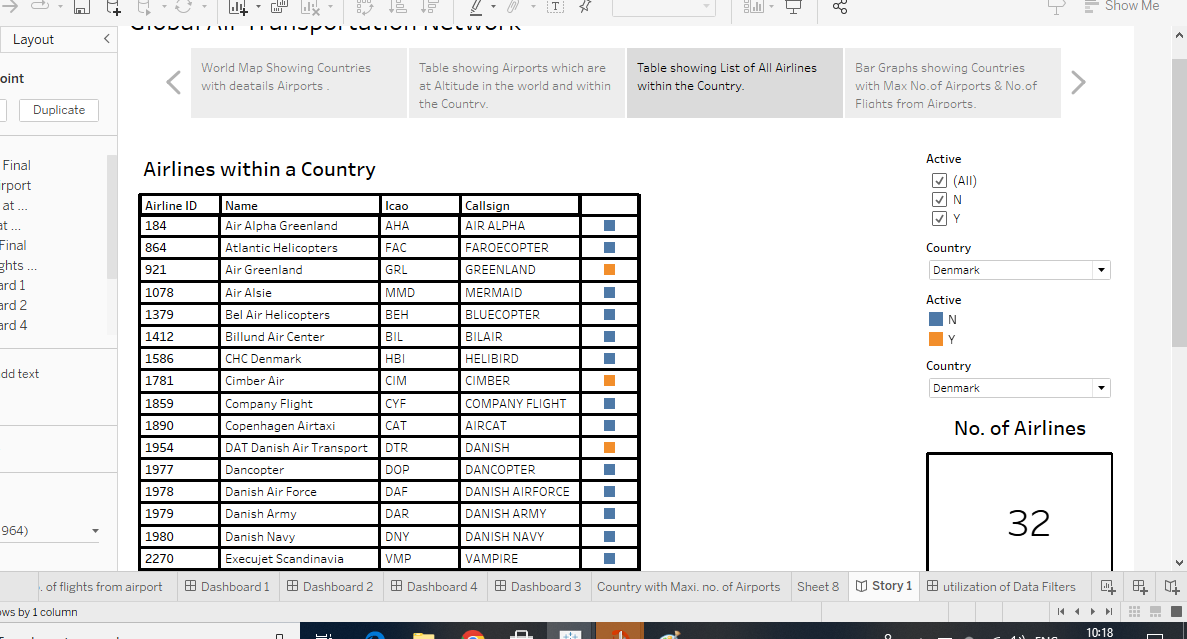 Show Me
Layout
Global Air Transportation Network
oint
Duplicate
World Map Showing Countries
with deatails Airports .
Table showing Airports which are
at Altitude in the world and within
the Country.
Table showing List of All Airlines
within the Country.
Bar Graphs showing Countries
with Max No.of Airports & No.of
Flights from Airports.
Final
rport
at ...
at ...
Final
ghts ...
ard 1
ard 2
ard 4
dd text
964)
Airlines within a Country
Airline ID Name Icao Callsign
184 Air Alpha Greenland AHA AIR ALPHA
864 Atlantic Helicopters FAC FAROECOPTER
921 Air Greenland GRL GREENLAND
1078 Air Alsie MMD MERMAID
1379 Bel Air Helicopters BEH BLUECOPTER
1412 Billund Air Center BIL BILAIR
1586 CHC Denmark HBI HELIBIRD
1781 Cimber Air CIM CIMBER
1859 Company Flight CYF COMPANY FLIGHT
1890 Copenhagen Airtaxi CAT AIRCAT
1954 DAT Danish Air Transport DTR DANISH
1977 Dancopter DOP DANCOPTER
1978 Danish Air Force DAF DANISH AIRFORCE
1979 Danish Army DAR DANISH ARMY
1980 Danish Navy DNY DANISH NAVY
2270 Execujet Scandinavia VMP VAMPIRE
Active
(All)
N
Y
Country
Denmark
Active
N
Y
Country
Denmark
No. of Airlines
32
. of flights from airport Dashboard 1 Dashboard 2 Dashboard 4 Dashboard 3 Country with Maxi. no. of Airports Sheet 8 Story 1 utilization of Data Filters
ows by 1 column
10:18